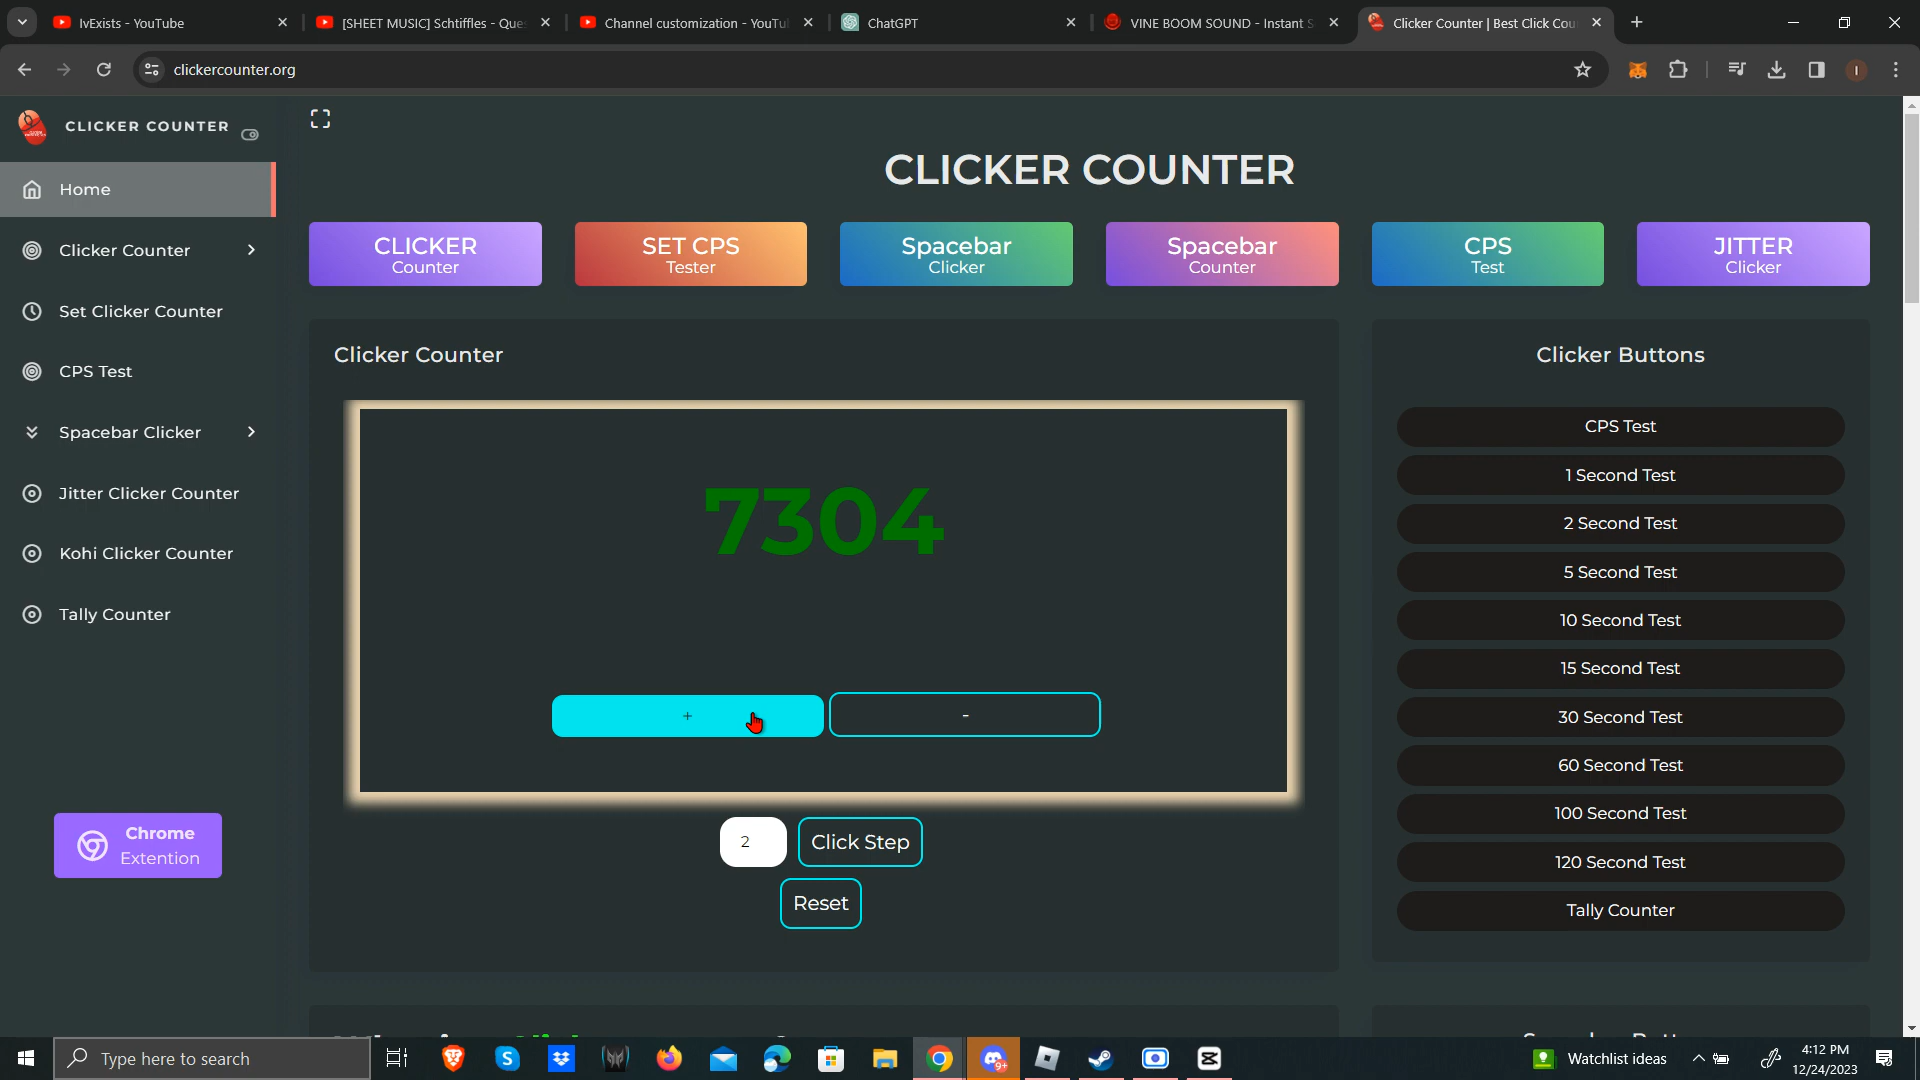 IvExists - YouTube
[SHEET MUSIC] Schtiffles - Que
Channel customization - YouTu
ChatGPT
VINE BOOM SOUND - Instant S
Clicker Counter | Best Click Cou
clickercounter.org
I
CLICKER COUNTER
Home
Clicker Counter
Set Clicker Counter
CPS Test
Spacebar Clicker
Jitter Clicker Counter
Kohi Clicker Counter
Tally Counter
Chrome
Extention
CLICKER COUNTER
CLICKER
Counter
SET CPS
Tester
Spacebar
Clicker
Spacebar
Counter
CPS
Test
JITTER
Clicker
Clicker Counter
7304
+
-
2
Click Step
Reset
Clicker Buttons
CPS Test
1 Second Test
2 Second Test
5 Second Test
10 Second Test
15 Second Test
30 Second Test
60 Second Test
100 Second Test
120 Second Test
Tally Counter
Type here to search
9+
Watchlist ideas
4:12 PM
12/24/2023